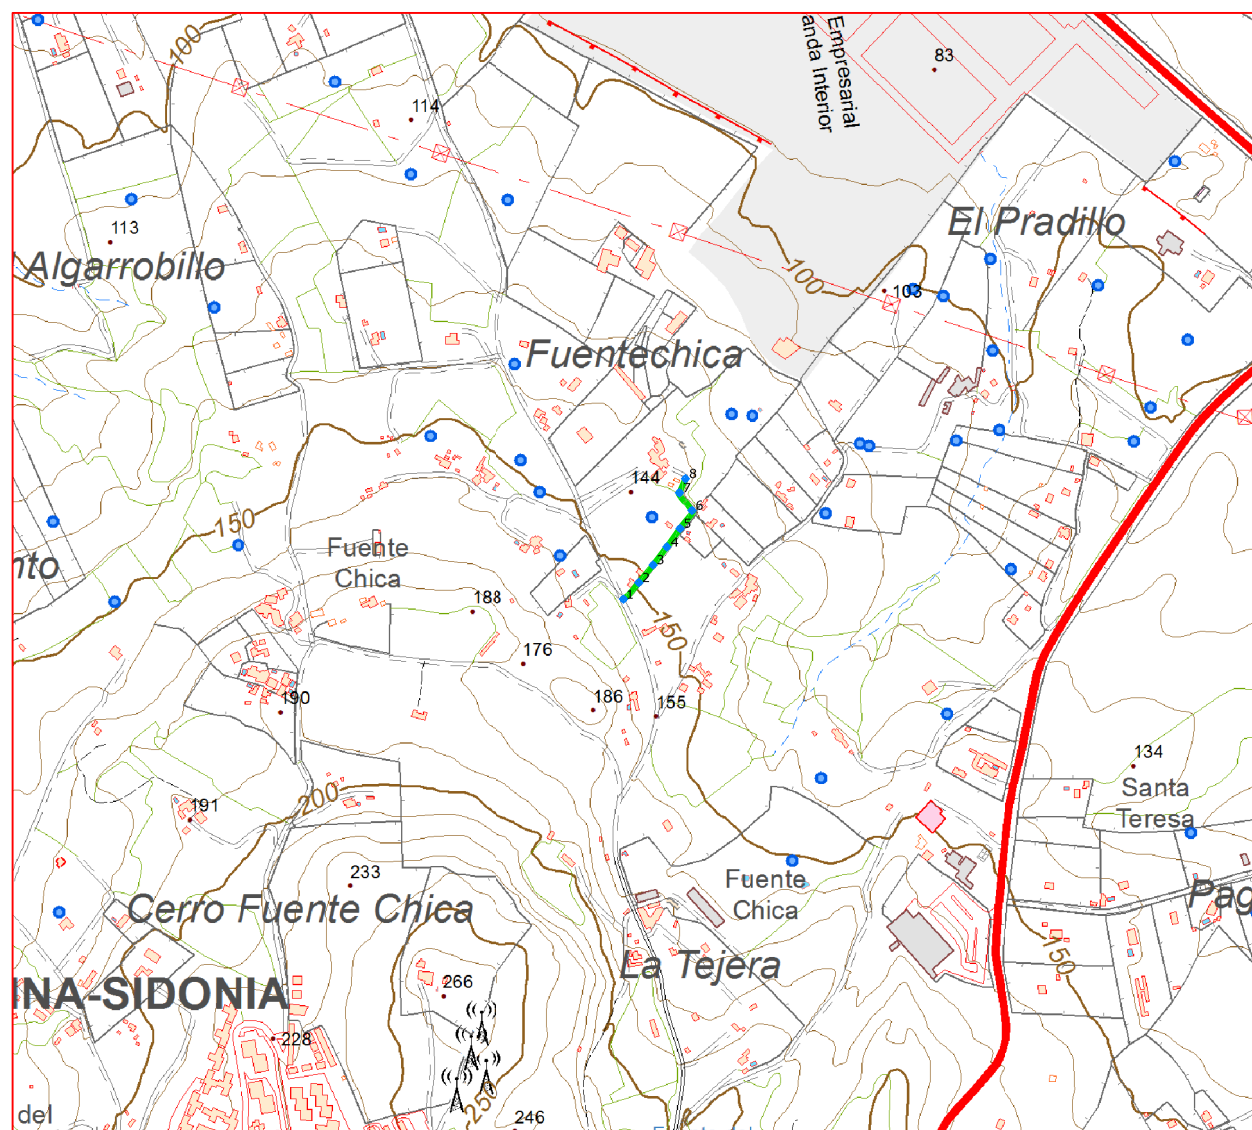 100
114
83
Empresarial
anda Interior
113
Algarrobillo
El Pradillo
100
103
Fuentechica
144
8
7
6
5
4
3
2
1
150
nto
Fuente
Chica
188
150
176
190
186
155
134
Santa
Teresa
200
191
233
Cerro Fuente Chica
Fuente
Chica
Pag
La Tejera
150
INA-SIDONIA
266
228
250
246
del